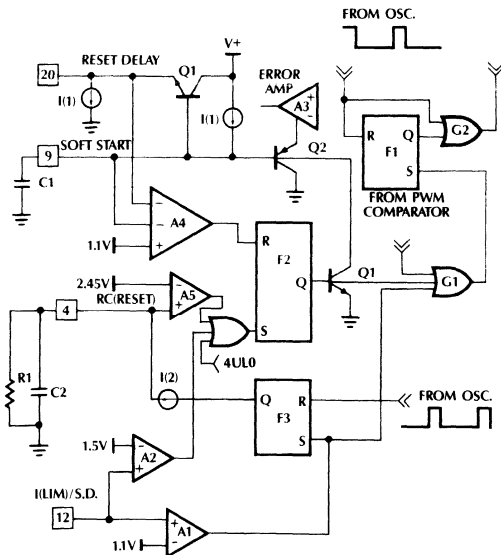 FROM OSC.
V+
RESET DELAY
Q1
20
ERROR
AMP
A3
+
−
I(1)
I(1)
G2
R
Q
F1
S
SOFT START
9
Q2
C1
FROM PWM
COMPARATOR
−
−
+
A4
1.1V
R
F2
Q
S
Q1
G1
2.45V
−
+
A5
RC(RESET)
4
4UL0
R1
C2
I(2)
Q
R
F3
S
FROM OSC.
1.5V
−
+
A2
I(LIM)/S.D.
12
+
−
A1
1.1V